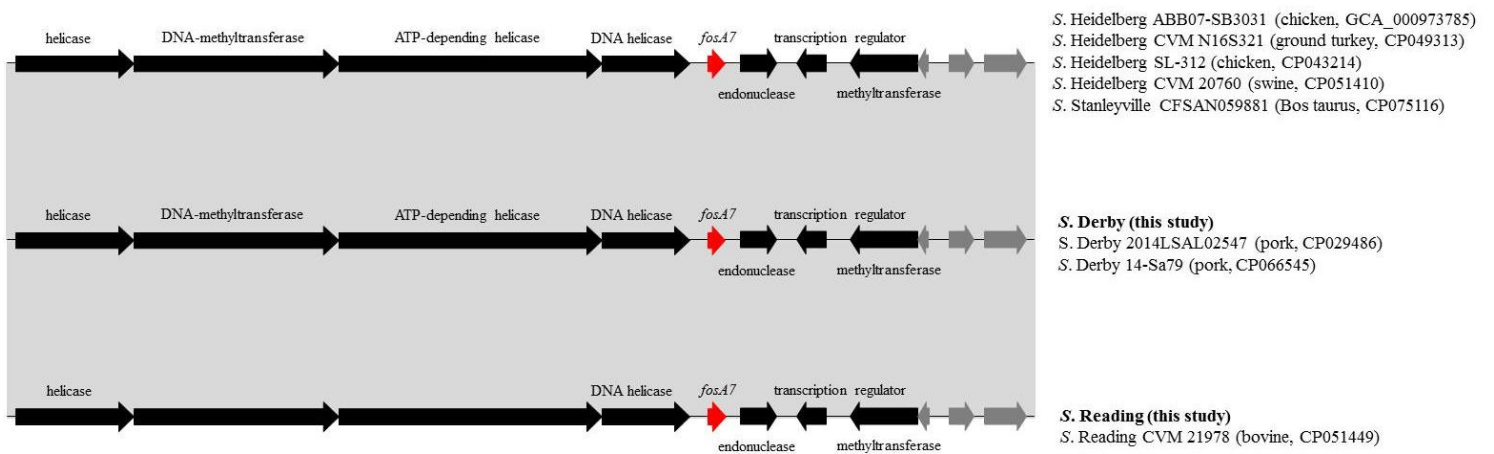 helicase DNA-methyltransferase ATP-depending helicase DNA helicase fosA7 transcription regulator
endonuclease methyltransferase
S. Heidelberg ABB07-SB3031 (chicken, GCA_000973785)
S. Heidelberg CVM N16S321 (ground turkey, CP049313)
S. Heidelberg SL-312 (chicken, CP043214)
S. Heidelberg CVM 20760 (swine, CP051410)
S. Stanleyville CFSAN059881 (Bos taurus, CP075116)
helicase DNA-methyltransferase ATP-depending helicase DNA helicase fosA7 transcription regulator
endonuclease methyltransferase
S. Derby (this study)
S. Derby 2014LSAL02547 (pork, CP029486)
S. Derby 14-Sa79 (pork, CP066545)
helicase DNA helicase fosA7 transcription regulator
endonuclease methyltransferase
S. Reading (this study)
S. Reading CVM 21978 (bovine, CP051449)